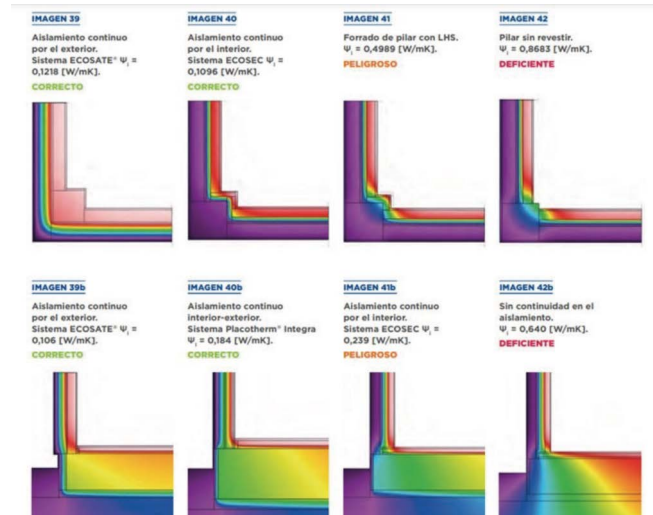 IMAGEN 39
Aislamiento continuo
por el exterior.
Sistema ECOSATE® Ψi =
0,1218 [W/mK].
CORRECTO
IMAGEN 40
Aislamiento continuo
por el interior.
Sistema ECOSEC Ψi =
0,1096 [W/mK].
CORRECTO
IMAGEN 41
Forrado de pilar con LHS.
Ψi = 0,4989 [W/mK].
PELIGROSO
IMAGEN 42
Pilar sin revestir.
Ψi = 0,8683 [W/mK].
DEFICIENTE
IMAGEN 39b
Aislamiento continuo
por el exterior.
Sistema ECOSATE® Ψi =
0,106 [W/mK].
CORRECTO
IMAGEN 40b
Aislamiento continuo
interior-exterior.
Sistema Placotherm® Integra
Ψi = 0,184 [W/mK].
CORRECTO
IMAGEN 41b
Aislamiento continuo
por el interior.
Sistema ECOSEC Ψi =
0,239 [W/mK].
PELIGROSO
IMAGEN 42b
Sin continuidad en el
aislamiento.
Ψi = 0,640 [W/mK].
DEFICIENTE